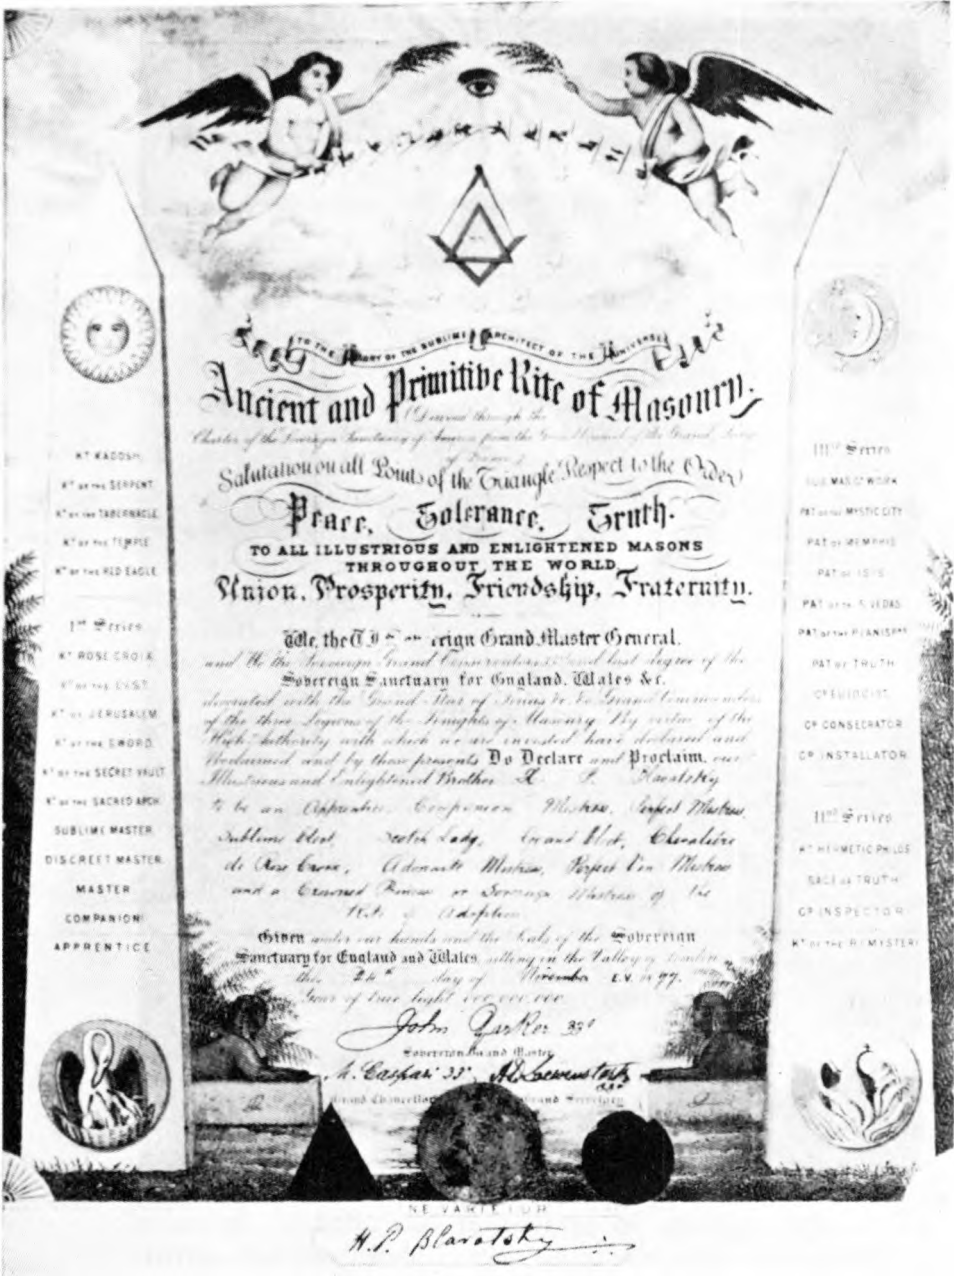 TO THE GLORY OF THE SUBLIME ARCHITECT OF THE UNIVERSE
Ancient and Primitive Rite of Masonry.
(Derived through the
Charter of the Sovereign Sanctuary of America from the Grand Council of the Grand
of France)
Salutation on all Points of the Triangle Respect to the Order
Peace, Tolerance, Truth.
TO ALL ILLUSTRIOUS AND ENLIGHTENED MASONS
THROUGHOUT THE WORLD
Union, Prosperity, Friendship, Fraternity.
We, the Sovereign Grand Master General.
and We the Sovereign Grand Conservators and last degree of the
Sovereign Sanctuary for England, Wales &c.
decorated with the Grand Star of Sirius &c &c Grand Commanders
of the three Legions of the Knights of Masonry By virtue of the
High Authority with which we are invested have declared and
Proclaimed and by these presents Do Declare and Proclaim our
Illustrious and Enlightened Brother H P Blavatsky
to be an Apprentice Companion Mistress, Perfect Mistress,
Sublime Elect, Scotch Lady, Grand Elect, Chevalière
de Rose Croix, Adonaite Mistress, Perfect Mistress
and a Crowned Princess or Sovereign Mistress of the
Rite of Adoption
Given under our hands and the Seals of the Sovereign
Sanctuary for England and Wales, sitting in the Valley of London
this 24th day of November E.V. 1877.
Year of true light 000,000,000
John Yarker 33°
Sovereign Grand Master
M. Caspari 33°,
Grand Chancellor Grand Secretary
NE VARIETUR
H.P. Blavatsky
KT KADOSH
KT OF THE SERPENT
KT OF THE TABERNACLE
KT OF THE TEMPLE
KT OF THE RED EAGLE
1st Series
KT ROSE CROIX
KT OF THE EAST
KT OF JERUSALEM
KT OF THE SWORD
KT OF THE SECRET VAULT
KT OF THE SACRED ARCH
SUBLIME MASTER
DISCREET MASTER
MASTER
COMPANION
APPRENTICE
IIIrd Series
SUB MAS GT WORK
PAT OF THE MYSTIC CITY
PAT OF MEMPHIS
PAT OF ISIS
PAT OF THE S. VEDAS
PAT OF THE PLANISPRS
PAT OF TRUTH
GP CONSECRATOR
GP INSTALLATOR
IInd Series
KT HERMETIC PHILOS
SAGE OF TRUTH
GP INSPECTOR
KT OF THE R. MYSTERY